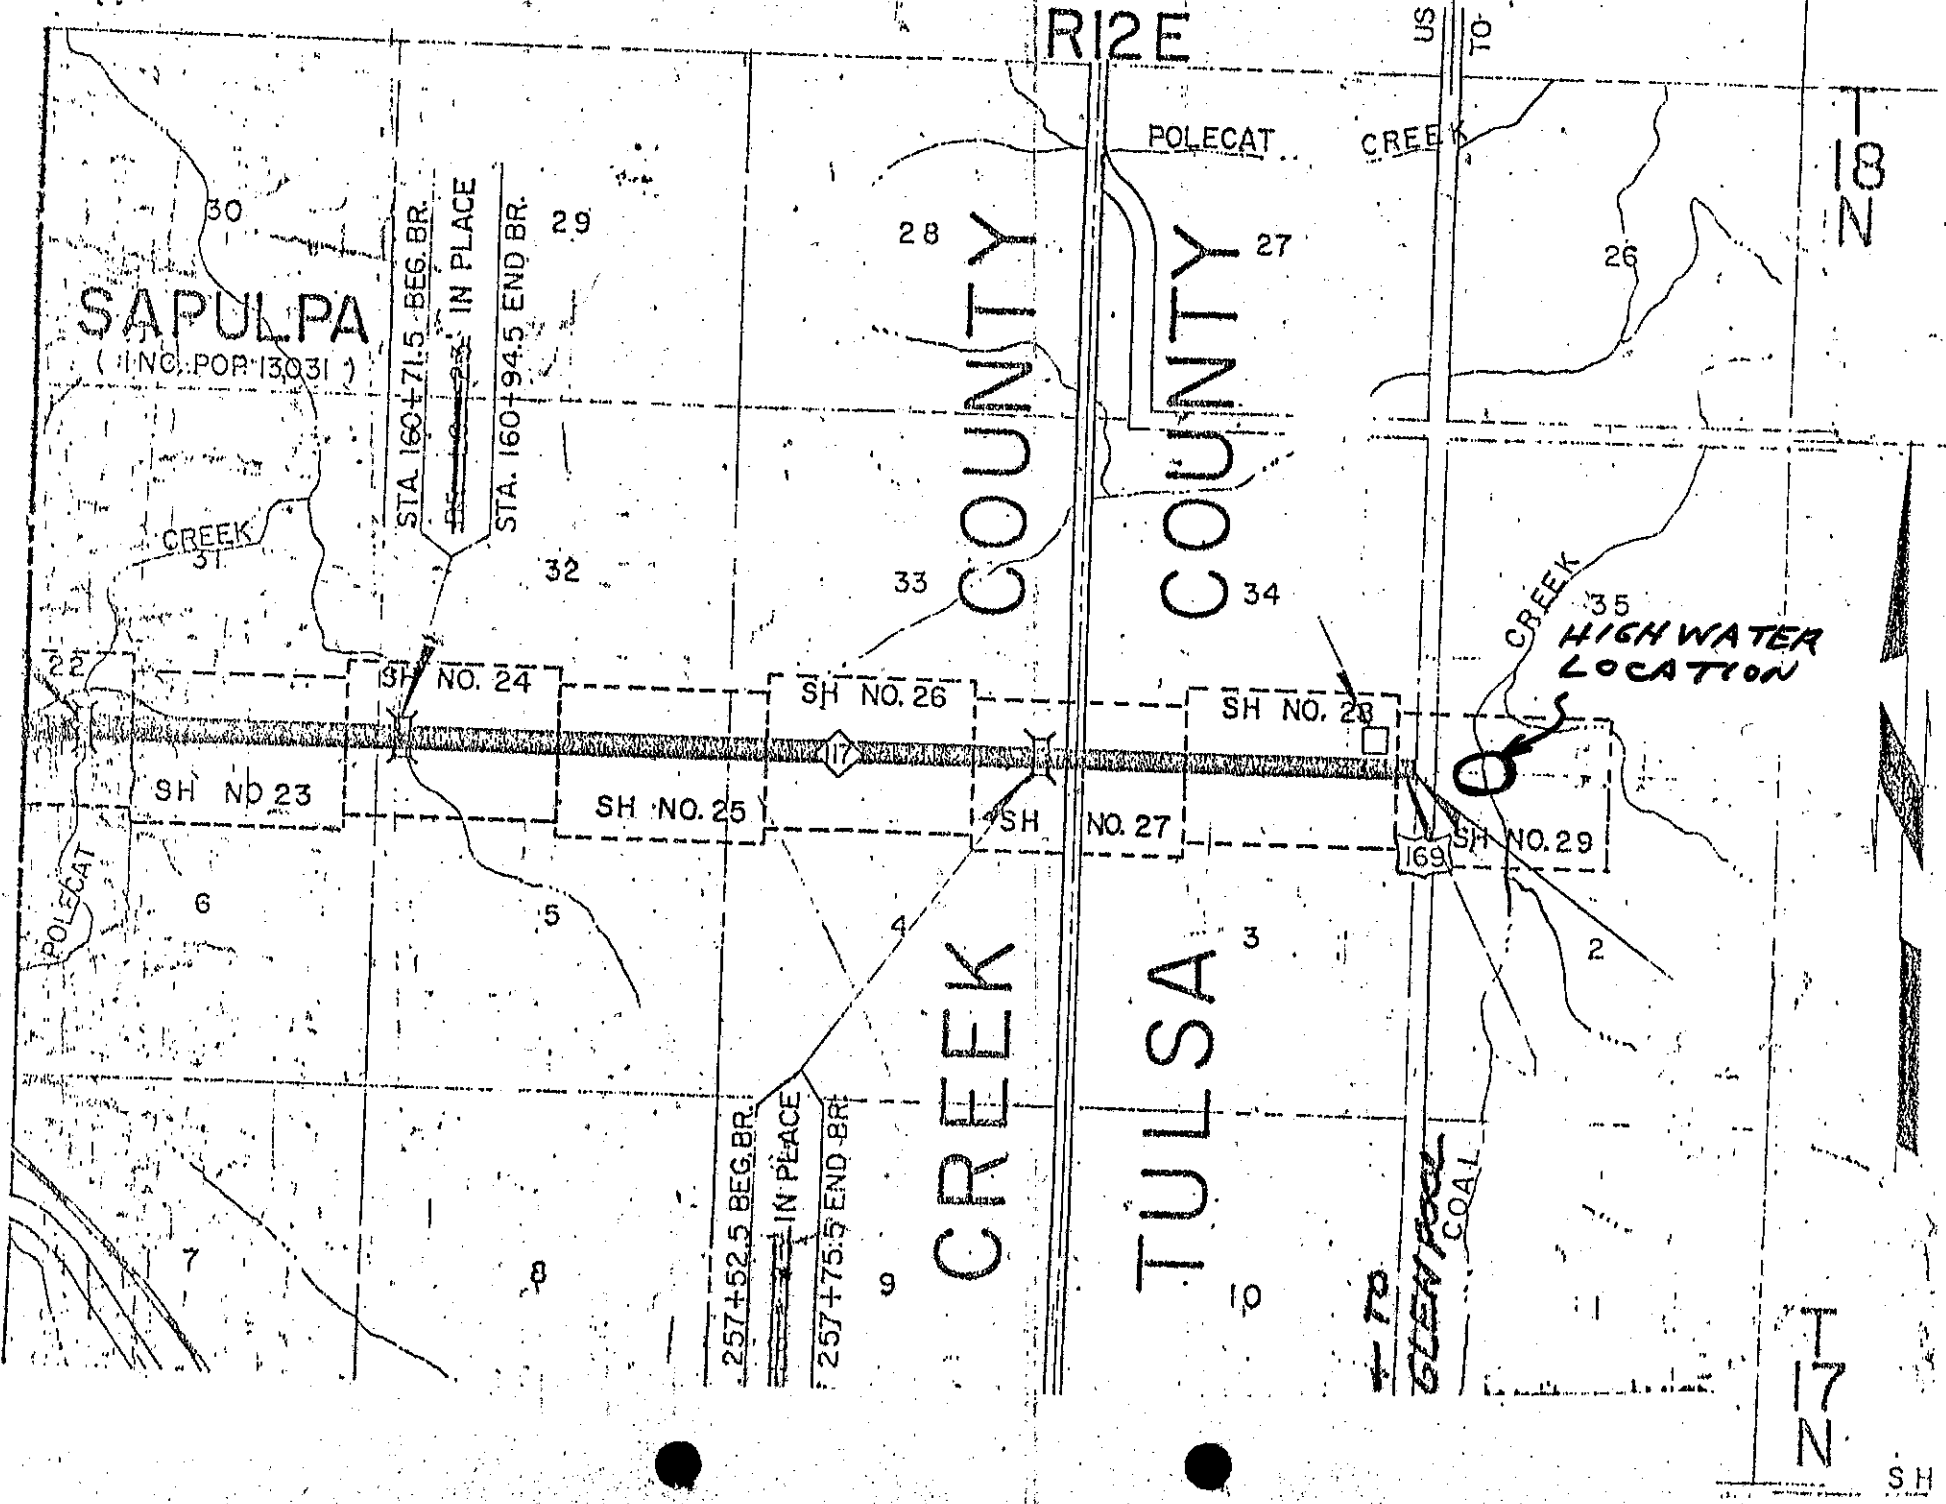 R12E
US
TO
T
18
N
POLECAT CREEK
30
29
28
27
26
SAPULPA
( INC. POP. 13031 )
STA. 160+71.5 BEG. BR.
IN PLACE
STA. 160+94.5 END BR.
COUNTY
COUNTY
CREEK
31
32
33
34
CREEK
35
HIGH WATER
LOCATION
22
SH NO. 24
SH NO. 26
SH NO. 28
117
SH NO 23
SH NO. 25
SH NO. 27
169
SH NO. 29
POLECAT
6
5
4
3
2
CREEK
TULSA
257+52.5 BEG. BR.
IN PLACE
257+75.5 END BR.
7
8
9
10
1
← TO
GLENPOOL
COAL
T
17
N
SH